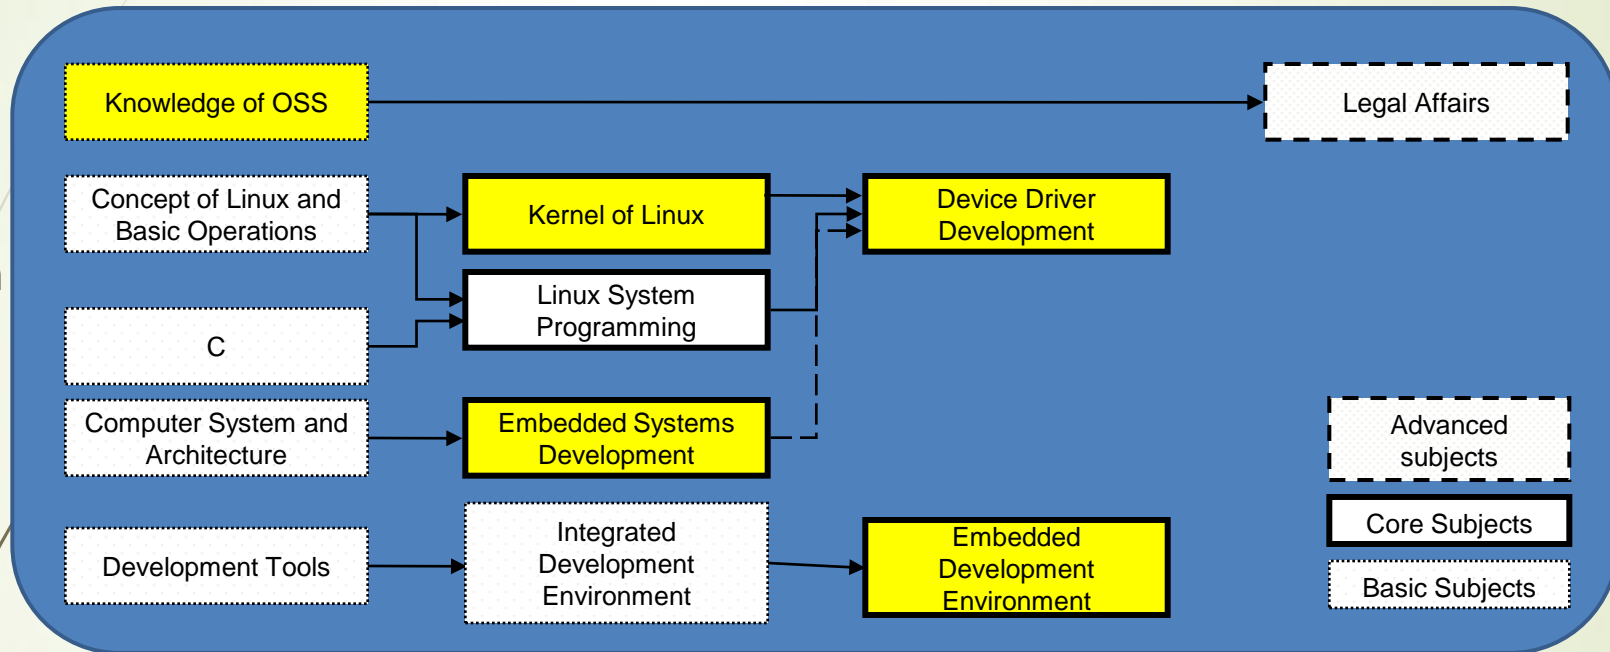 Knowledge of OSS
Legal Affairs
Concept of Linux and
Basic Operations
Kernel of Linux
Device Driver
Development
Linux System
Programming
C
Computer System and
Architecture
Embedded Systems
Development
Advanced
subjects
Core Subjects
Development Tools
Integrated
Development
Environment
Embedded
Development
Environment
Basic Subjects